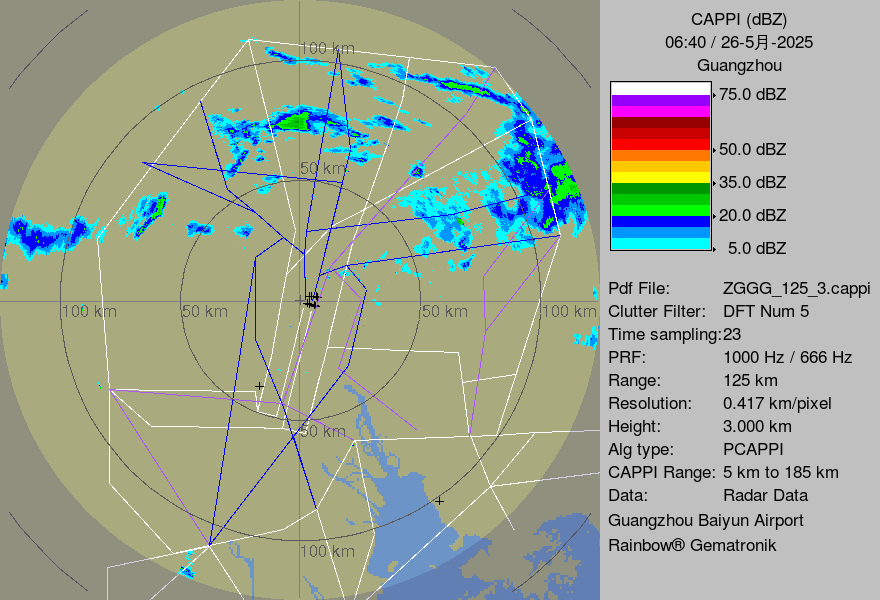 CAPPI (dBZ)
06:40 / 26-5月-2025
Guangzhou
75.0 dBZ
50.0 dBZ
35.0 dBZ
20.0 dBZ
5.0 dBZ
100 km
50 km
100 km
50 km
50 km
100 km
50 km
100 km
Pdf File: ZGGG_125_3.cappi
Clutter Filter: DFT Num 5
Time sampling:23
PRF: 1000 Hz / 666 Hz
Range: 125 km
Resolution: 0.417 km/pixel
Height: 3.000 km
Alg type: PCAPPI
CAPPI Range: 5 km to 185 km
Data: Radar Data
Guangzhou Baiyun Airport
Rainbow® Gematronik